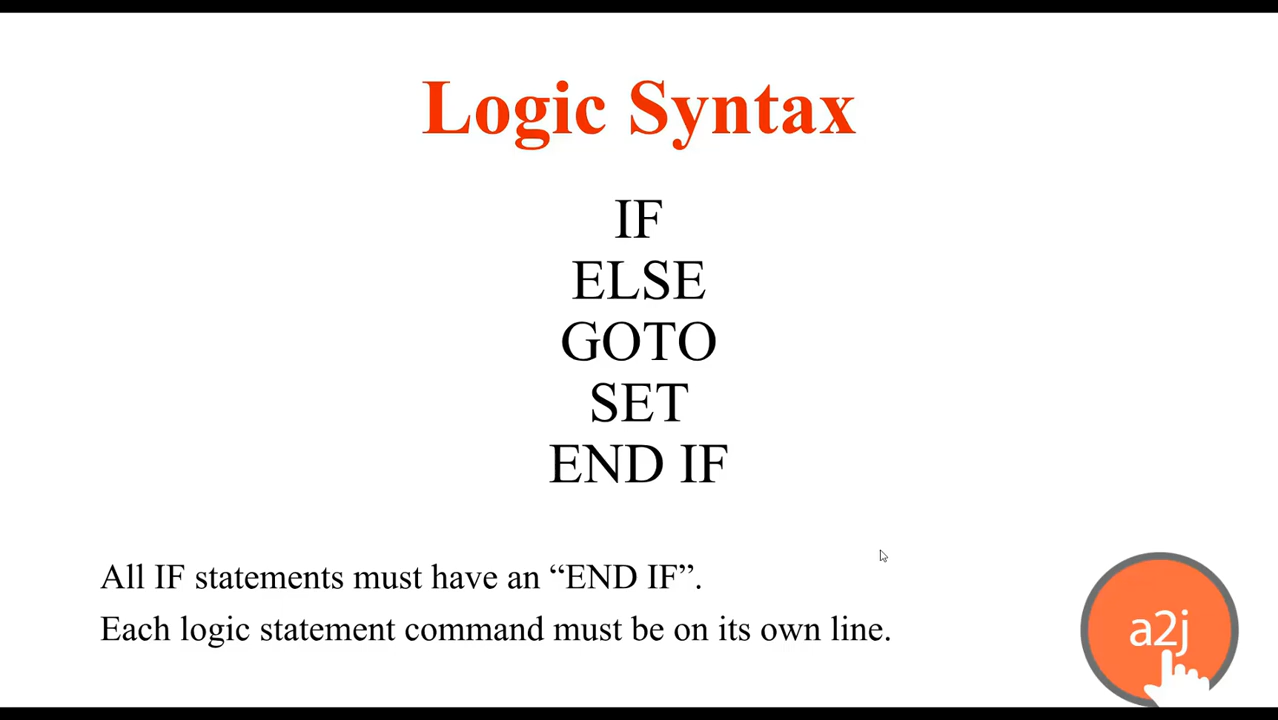 Logic Syntax
IF
ELSE
GOTO
SET
END IF
All IF statements must have an “END IF”.
Each logic statement command must be on its own line.
a2j